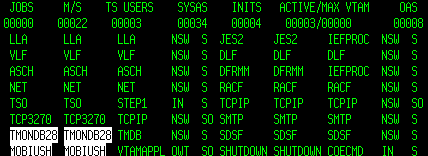 JOBS M/S TS USERS SYSAS INITS ACTIVE/MAX VTAM OAS
00000 00022 00003 00034 00004 00003/00000 00008
LLA LLA LLA NSW S JES2 JES2 IEFPROC NSW S
VLF VLF VLF NSW S DLF DLF DLF NSW S
ASCH ASCH ASCH NSW S DFRMM DFRMM IEFPROC NSW S
NET NET NET NSW S RACF RACF RACF NSW S
TSO TSO STEP1 IN S TCPIP TCPIP TCPIP NSW SO
TCP3270 TCP3270 TCPIP NSW SO SMTP SMTP SMTP NSW SO
TMONDB28 TMONDB28 TMDB NSW S SDSF SDSF SDSF NSW S
MOBIUSH MOBIUSH VTAMAPPL OWT SO SHUTDOWN SHUTDOWN COECMD IN S